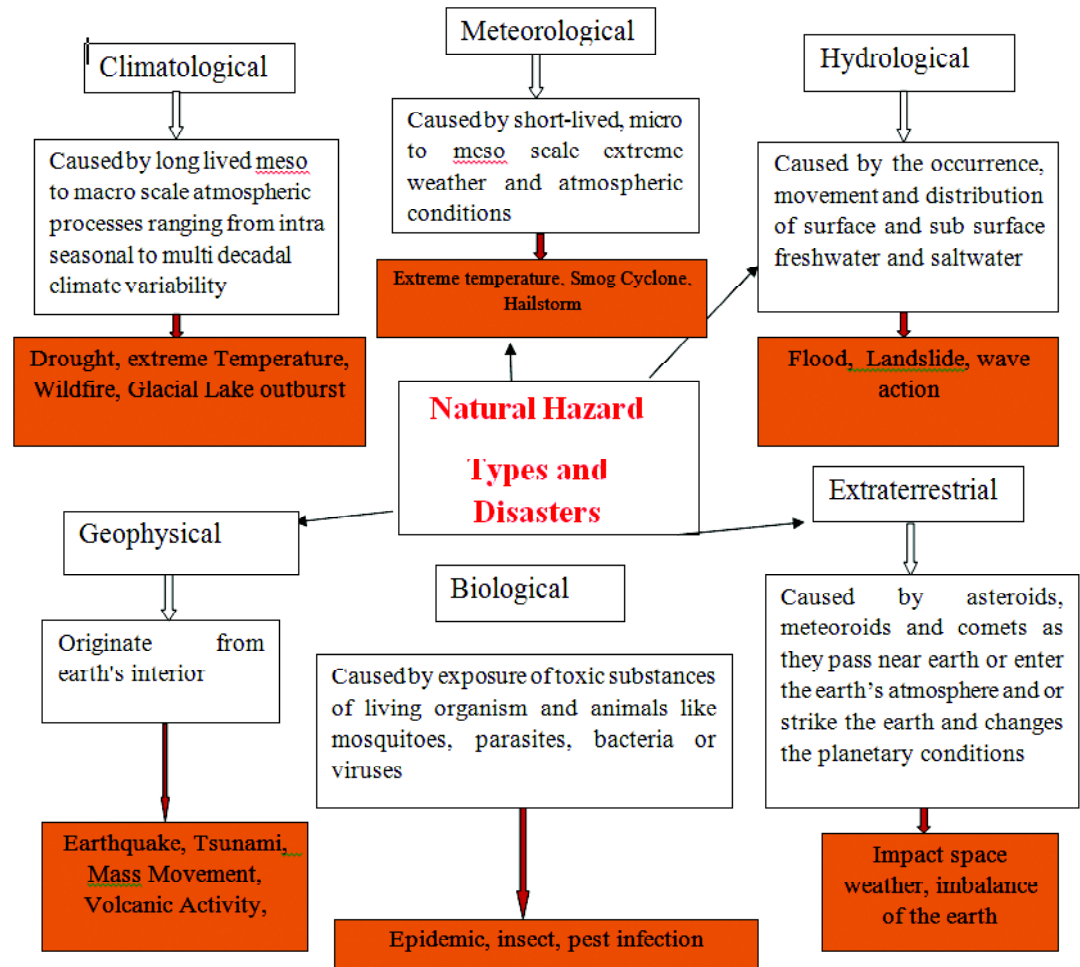 Climatological
Caused by long lived meso
to macro scale atmospheric
processes ranging from intra
seasonal to multi decadal
climate variability
Drought, extreme Temperature,
Wildfire, Glacial Lake outburst
Meteorological
Caused by short-lived, micro
to meso scale extreme
weather and atmospheric
conditions
Extreme temperature, Smog Cyclone,
Hailstorm
Hydrological
Caused by the occurrence,
movement and distribution
of surface and sub surface
freshwater and saltwater
Flood, Landslide, wave
action
Natural Hazard
Types and
Disasters
Geophysical
Originate from
earth's interior
Earthquake, Tsunami,
Mass Movement,
Volcanic Activity,
Biological
Caused by exposure of toxic substances
of living organism and animals like
mosquitoes, parasites, bacteria or
viruses
Epidemic, insect, pest infection
Extraterrestrial
Caused by asteroids,
meteoroids and comets as
they pass near earth or enter
the earth’s atmosphere and or
strike the earth and changes
the planetary conditions
Impact space
weather, imbalance
of the earth